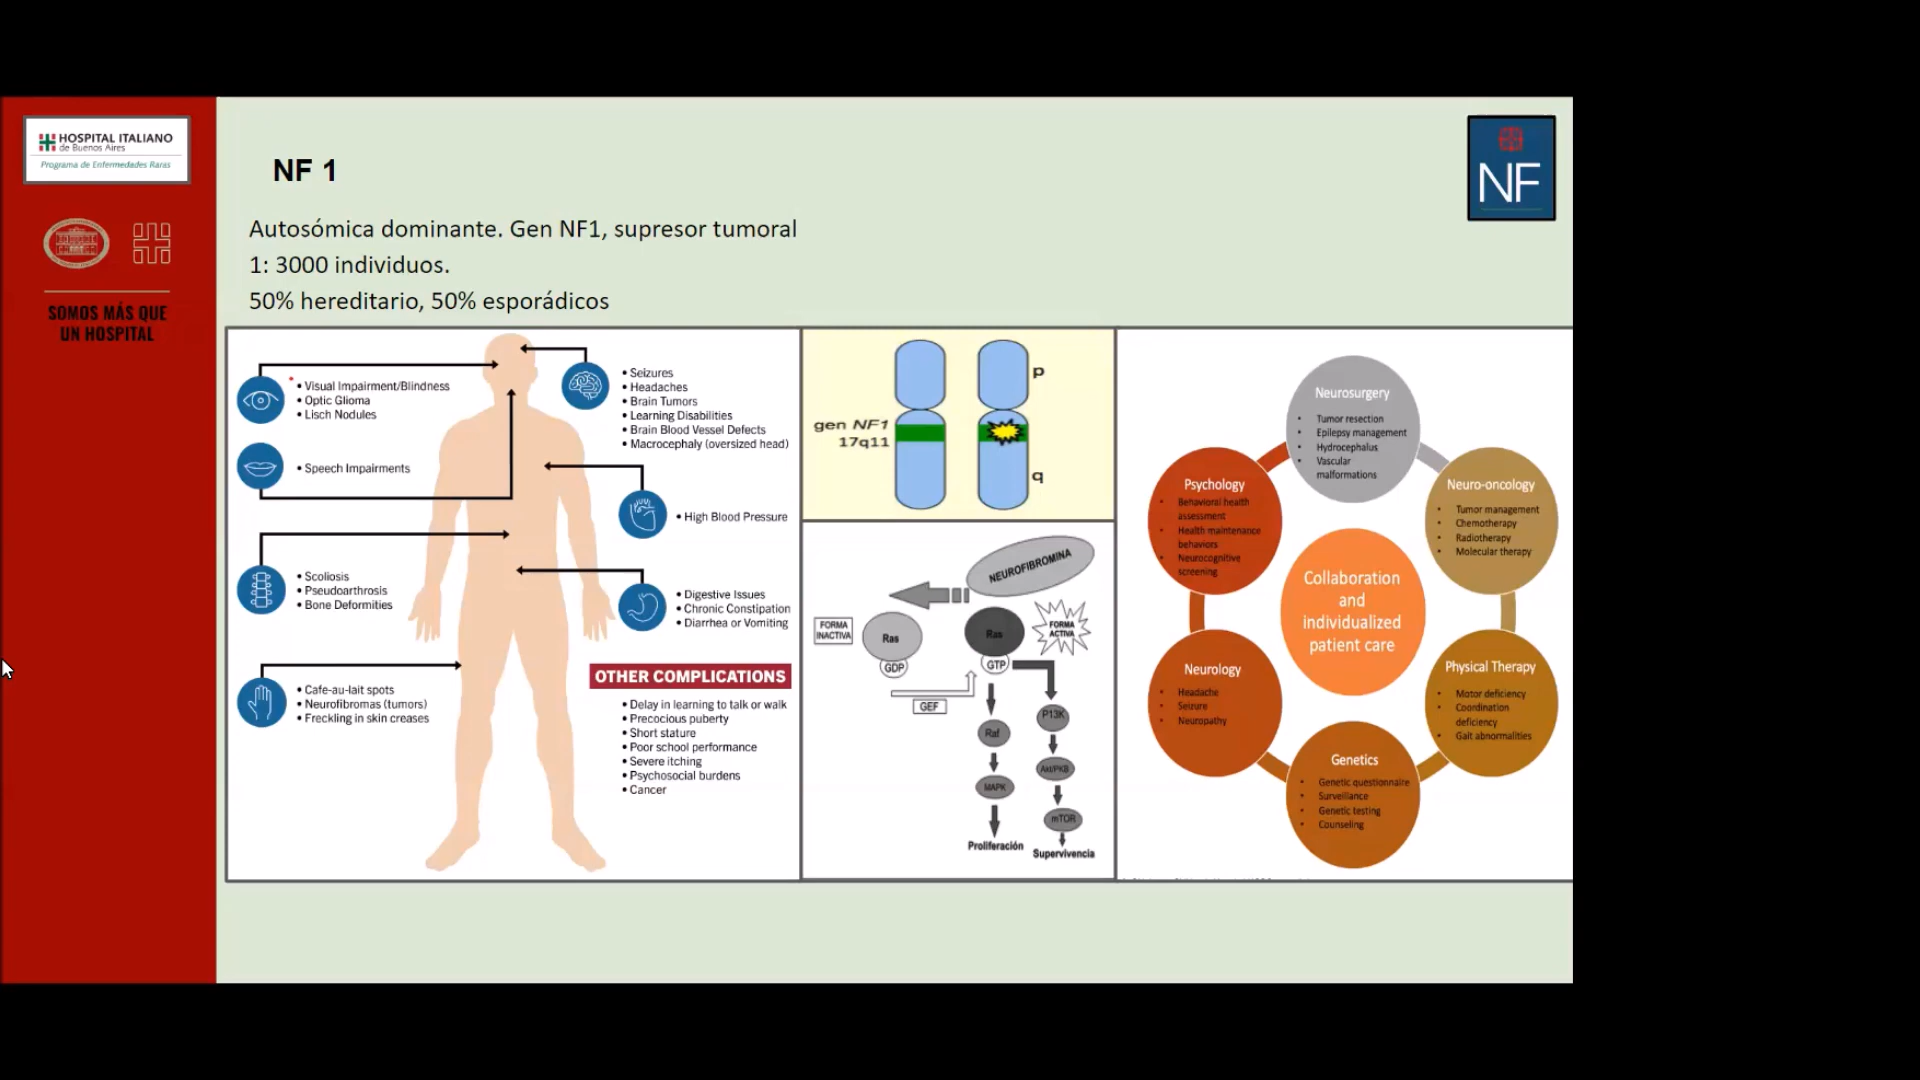 HOSPITAL ITALIANO
de Buenos Aires
Programa de Enfermedades Raras
SOMOS MÁS QUE
UN HOSPITAL
NF 1
NF
Autosómica dominante. Gen NF1, supresor tumoral
1: 3000 individuos.
50% hereditario, 50% esporádicos
• Visual Impairment/Blindness
• Optic Glioma
• Lisch Nodules
• Speech Impairments
• Scoliosis
• Pseudoarthrosis
• Bone Deformities
• Cafe-au-lait spots
• Neurofibromas (tumors)
• Freckling in skin creases
• Seizures
• Headaches
• Brain Tumors
• Learning Disabilities
• Brain Blood Vessel Defects
• Macrocephaly (oversized head)
• High Blood Pressure
• Digestive Issues
• Chronic Constipation
• Diarrhea or Vomiting
OTHER COMPLICATIONS
• Delay in learning to talk or walk
• Precocious puberty
• Short stature
• Poor school performance
• Severe itching
• Psychosocial burdens
• Cancer
p
gen NF1
17q11
q
NEUROFIBROMINA
FORMA
INACTIVA
Ras
GDP
Ras
GTP
FORMA
ACTIVA
GEF
Raf
MAPK
Proliferación
P13K
Akt/PKB
mTOR
Supervivencia
Neurosurgery
• Tumor resection
• Epilepsy management
• Hydrocephalus
• Vascular
malformations
Psychology
• Behavioral health
assessment
• Health maintenance
behaviors
• Neurocognitive
screening
Neuro-oncology
• Tumor management
• Chemotherapy
• Radiotherapy
• Molecular therapy
Collaboration
and
individualized
patient care
Neurology
• Headache
• Seizure
• Neuropathy
Physical Therapy
• Motor deficiency
• Coordination
deficiency
• Gait abnormalities
Genetics
• Genetic questionnaire
• Surveillance
• Genetic testing
• Counseling